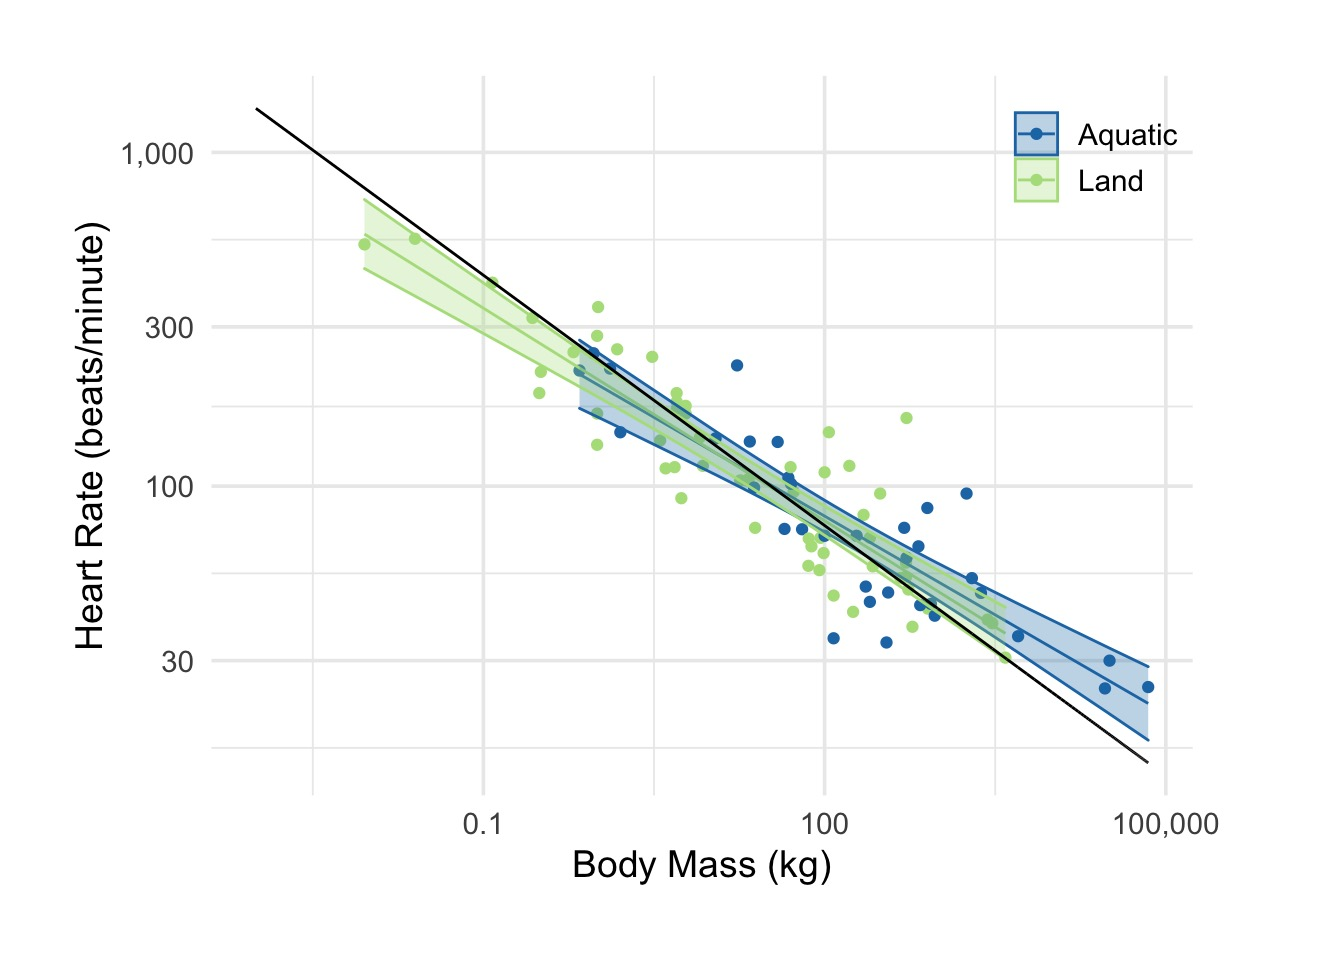 Aquatic
Land
1,000
300
100
30
Heart Rate (beats/minute)
0.1
100
100,000
Body Mass (kg)